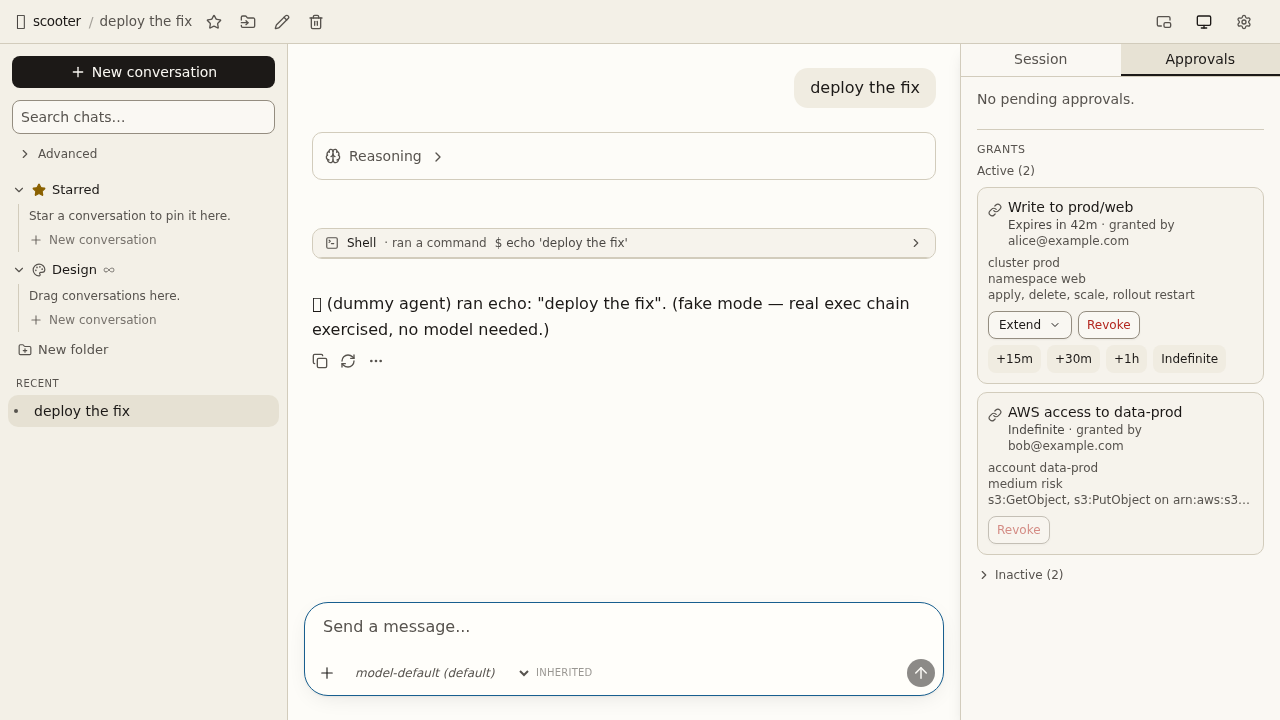 scooter / deploy the fix
New conversation
Search chats…
Advanced
Starred
Star a conversation to pin it here.
New conversation
Design
Drag conversations here.
New conversation
New folder
RECENT
deploy the fix
deploy the fix
Reasoning
Shell · ran a command $ echo 'deploy the fix'
(dummy agent) ran echo: "deploy the fix". (fake mode — real exec chain
exercised, no model needed.)
Send a message...
model-default (default) INHERITED
Session Approvals
No pending approvals.
GRANTS
Active (2)
Write to prod/web
Expires in 42m · granted by
alice@example.com
cluster prod
namespace web
apply, delete, scale, rollout restart
Extend Revoke
+15m +30m +1h Indefinite
AWS access to data-prod
Indefinite · granted by
bob@example.com
account data-prod
medium risk
s3:GetObject, s3:PutObject on arn:aws:s3…
Revoke
Inactive (2)